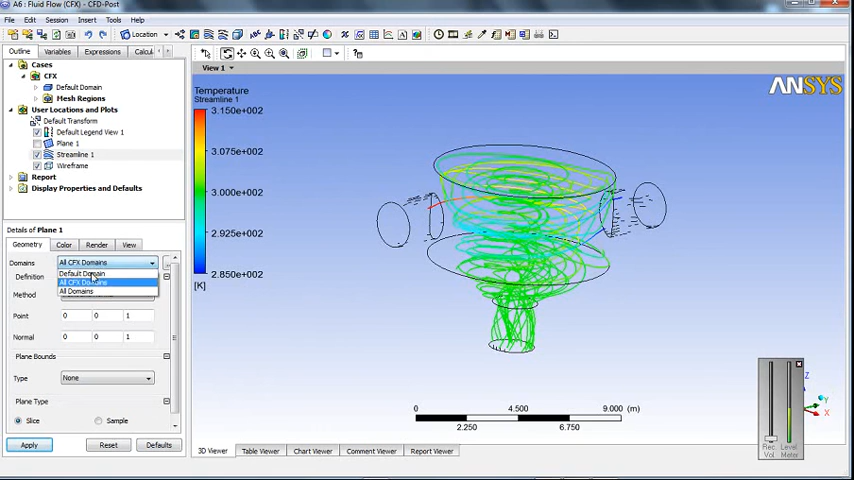 A6 : Fluid Flow (CFX) - CFD-Post
File Edit Session Insert Tools Help
Location
Outline Variables Expressions Calcul
Cases
CFX
Default Domain
Mesh Regions
User Locations and Plots
Default Transform
Default Legend View 1
Plane 1
Streamline 1
Wireframe
Report
Display Properties and Defaults
Details of Plane 1
Geometry Color Render View
Domains All CFX Domains
Default Domain
Definition
All CFX Domains
All Domains
Method
Point 0 0 1
Normal 0 0 1
Plane Bounds
Type None
Plane Type
Slice Sample
Apply Reset Defaults
View 1
ANSYS
Temperature
Streamline 1
3.150e+002
3.075e+002
3.000e+002
2.925e+002
2.850e+002
[K]
0 4.500 9.000 (m)
2.250 6.750
Z
Y
X
Rec. Vol
Level Meter
3D Viewer Table Viewer Chart Viewer Comment Viewer Report Viewer